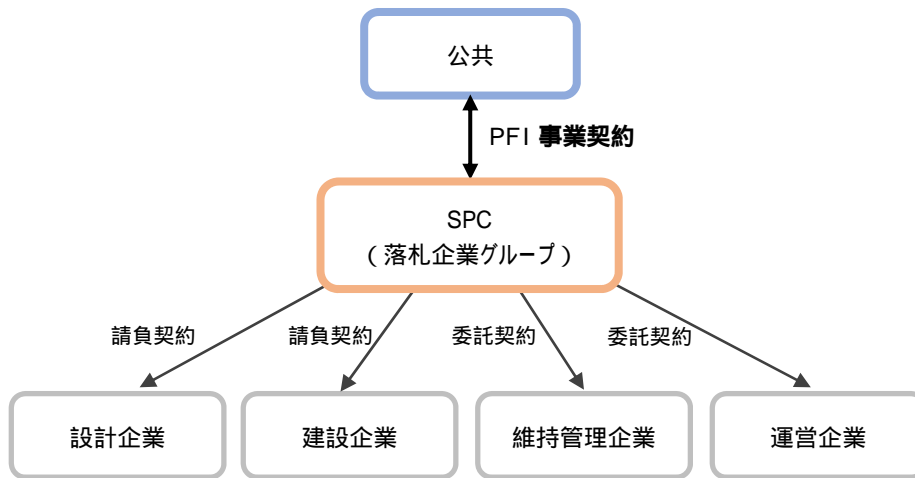 公共
PFI 事業契約
SPC
（落札企業グループ）
請負契約
請負契約
委託契約
委託契約
設計企業
建設企業
維持管理企業
運営企業